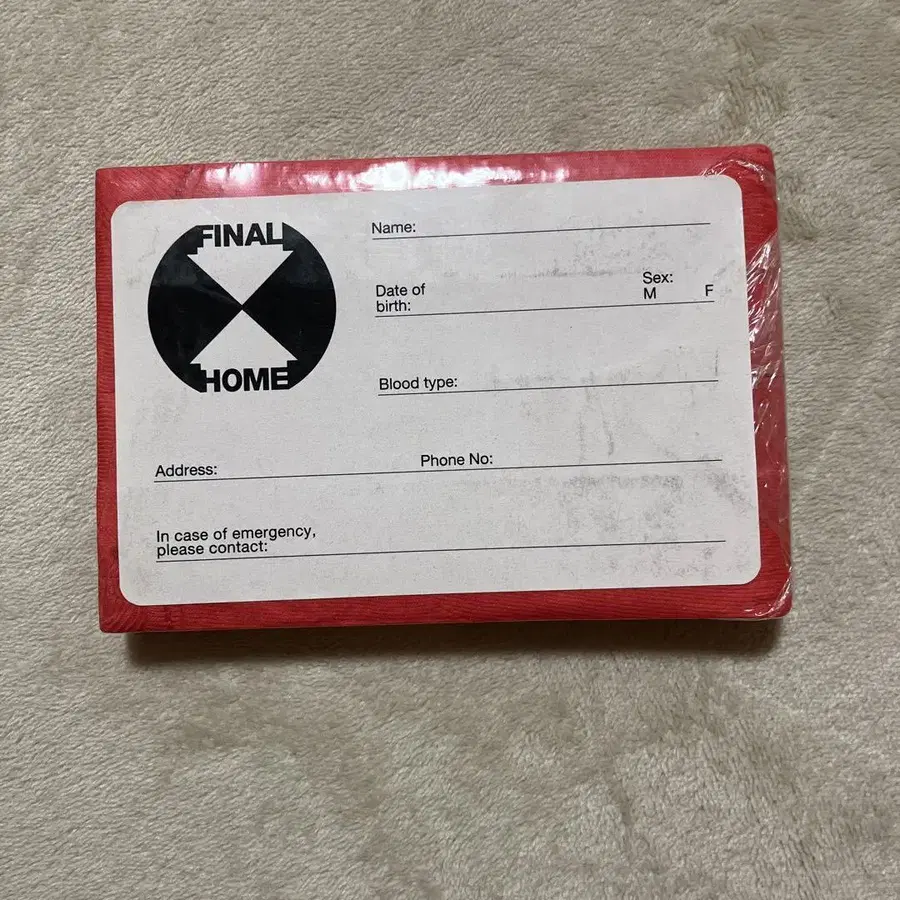 FINAL
HOME
Name:
Date of
birth:
Sex:
M F
Blood type:
Address:
Phone No:
In case of emergency,
please contact: